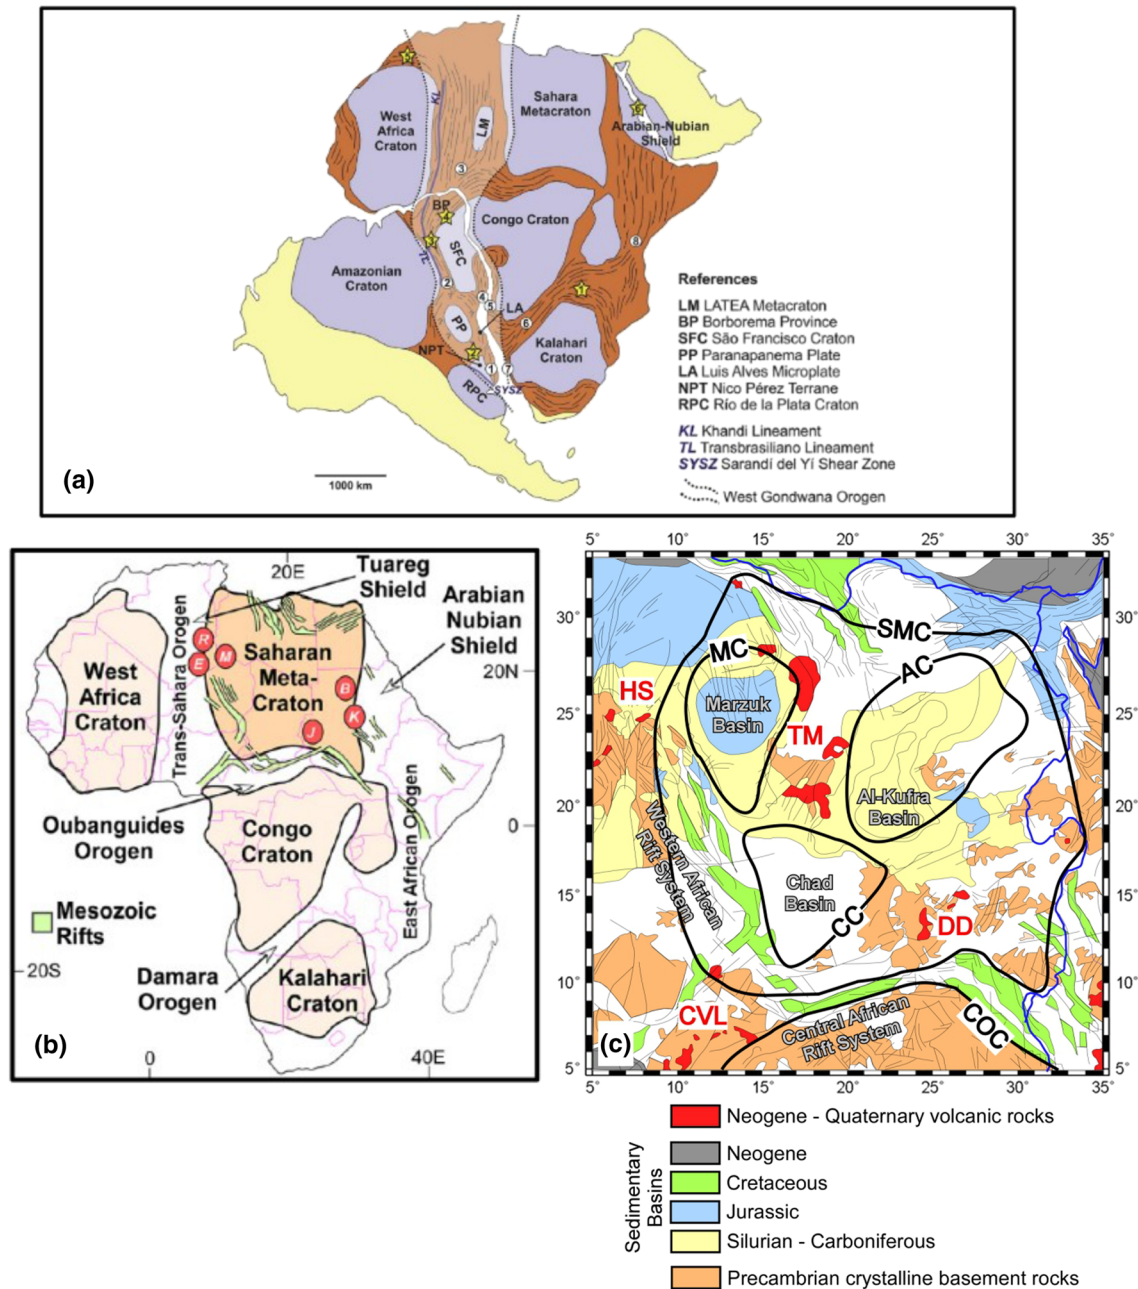 West
Africa
Craton
KL
LM
Sahara
Metacraton
Arabian-Nubian
Shield
3
BP
4
3
TL
SFC
Congo Craton
8
Amazonian
Craton
2
4
5
LA
1
PP
6
NPT
2
Kalahari
Craton
1
7
RPC
SYSZ
References
LM LATEA Metacraton
BP Borborema Province
SFC São Francisco Craton
PP Paranapanema Plate
LA Luis Alves Microplate
NPT Nico Pérez Terrane
RPC Río de la Plata Craton
KL Khandi Lineament
TL Transbrasiliano Lineament
SYSZ Sarandí del Yí Shear Zone
West Gondwana Orogen
1000 km
(a)
20E
Tuareg
Shield
Arabian
Nubian
Shield
Trans-Sahara Orogen
R
E
M
Saharan
Meta-
Craton
B
K
J
20N
West
Africa
Craton
Oubanguides
Orogen
Congo
Craton
East African Orogen
0
Mesozoic
Rifts
20S
Damara
Orogen
Kalahari
Craton
(b)
0
40E
5° 10° 15° 20° 25° 30° 35°
30° 30°
25° 25°
20° 20°
15° 15°
10° 10°
5° 5°
SMC
MC
AC
HS
Marzuk
Basin
TM
Al-Kufra
Basin
Western African
Rift System
Chad
Basin
CC
DD
CVL
Central African
Rift System
COC
(c)
5° 10° 15° 20° 25° 30° 35°
Neogene - Quaternary volcanic rocks
Sedimentary
Basins
Neogene
Cretaceous
Jurassic
Silurian - Carboniferous
Precambrian crystalline basement rocks